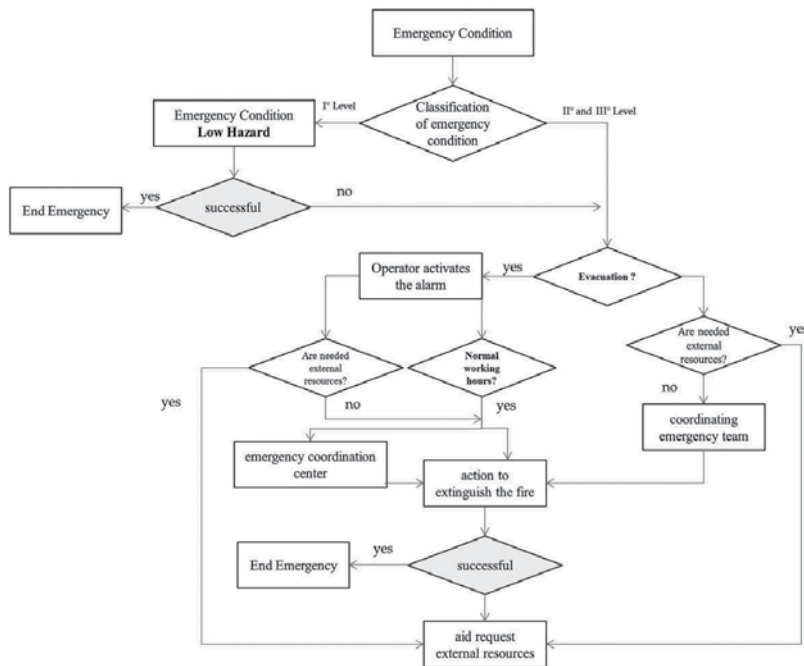 Emergency Condition
I° Level
Classification
of emergency
condition
II° and III° Level
Emergency Condition
Low Hazard
End Emergency
yes
successful
no
Operator activates
the alarm
yes
Evacuation ?
Are needed
external
resources?
yes
Are needed
external
resources?
Normal
working
hours?
yes
no
yes
no
coordinating
emergency team
emergency coordination
center
action to
extinguish the fire
End Emergency
yes
successful
aid request
external resources